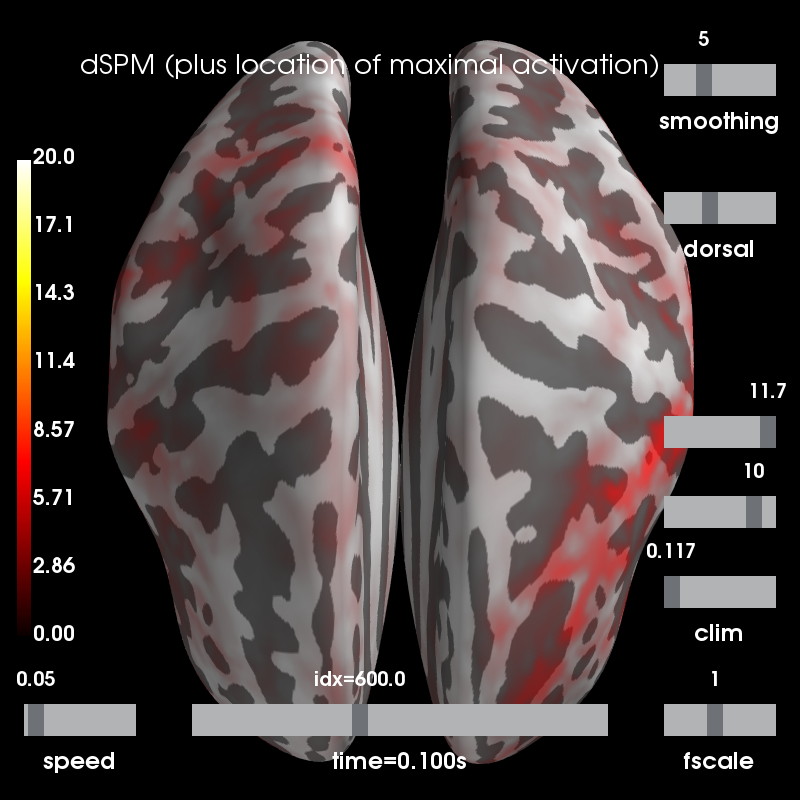 5
dSPM (plus location of maximal activation)
smoothing
20.0
17.1
dorsal
14.3
11.4
11.7
8.57
10
5.71
0.117
2.86
0.00
clim
0.05
idx=600.0
1
speed
time=0.100s
fscale